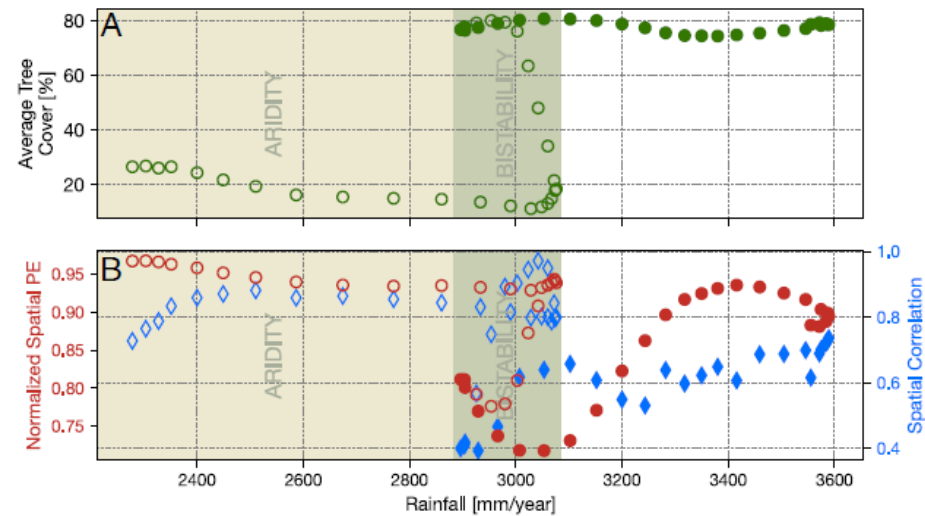 A
80
60
40
20
Average Tree
Cover [%]
ARIDITY
BISTABILITY
B
0.95
0.90
0.85
0.80
0.75
Normalized Spatial PE
ARIDITY
BISTABILITY
1.0
0.8
0.6
0.4
Spatial Correlation
2400 2600 2800 3000 3200 3400 3600
Rainfall [mm/year]